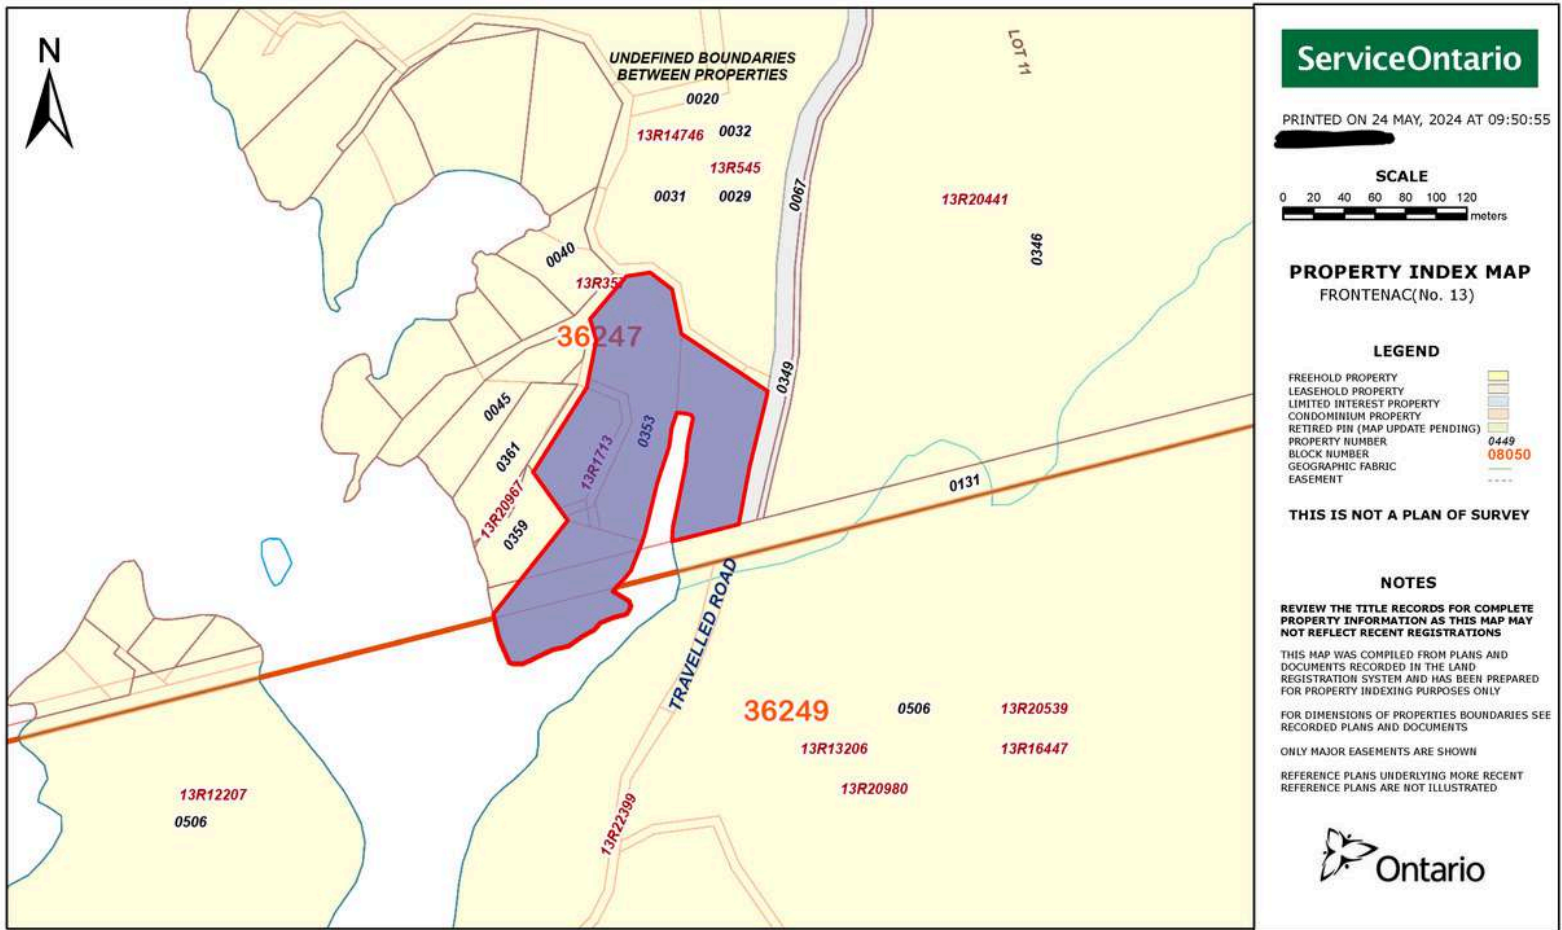 N
UNDEFINED BOUNDARIES
BETWEEN PROPERTIES
0020
13R14746
0032
13R545
0031
0029
LOT 11
0067
13R20441
0346
0040
13R357
36247
0349
0045
0353
13R1713
0361
13R20967
0359
0131
TRAVELLED ROAD
36249
0506
13R20539
13R13206
13R16447
13R20980
13R12207
0506
13R22399
ServiceOntario
PRINTED ON 24 MAY, 2024 AT 09:50:55
SCALE
0 20 40 60 80 100 120
meters
PROPERTY INDEX MAP
FRONTENAC(No. 13)
LEGEND
FREEHOLD PROPERTY
LEASEHOLD PROPERTY
LIMITED INTEREST PROPERTY
CONDOMINIUM PROPERTY
RETIRED PIN (MAP UPDATE PENDING)
PROPERTY NUMBER 0449
BLOCK NUMBER 08050
GEOGRAPHIC FABRIC
EASEMENT
THIS IS NOT A PLAN OF SURVEY
NOTES
REVIEW THE TITLE RECORDS FOR COMPLETE
PROPERTY INFORMATION AS THIS MAP MAY
NOT REFLECT RECENT REGISTRATIONS
THIS MAP WAS COMPILED FROM PLANS AND
DOCUMENTS RECORDED IN THE LAND
REGISTRATION SYSTEM AND HAS BEEN PREPARED
FOR PROPERTY INDEXING PURPOSES ONLY
FOR DIMENSIONS OF PROPERTIES BOUNDARIES SEE
RECORDED PLANS AND DOCUMENTS
ONLY MAJOR EASEMENTS ARE SHOWN
REFERENCE PLANS UNDERLYING MORE RECENT
REFERENCE PLANS ARE NOT ILLUSTRATED
Ontario